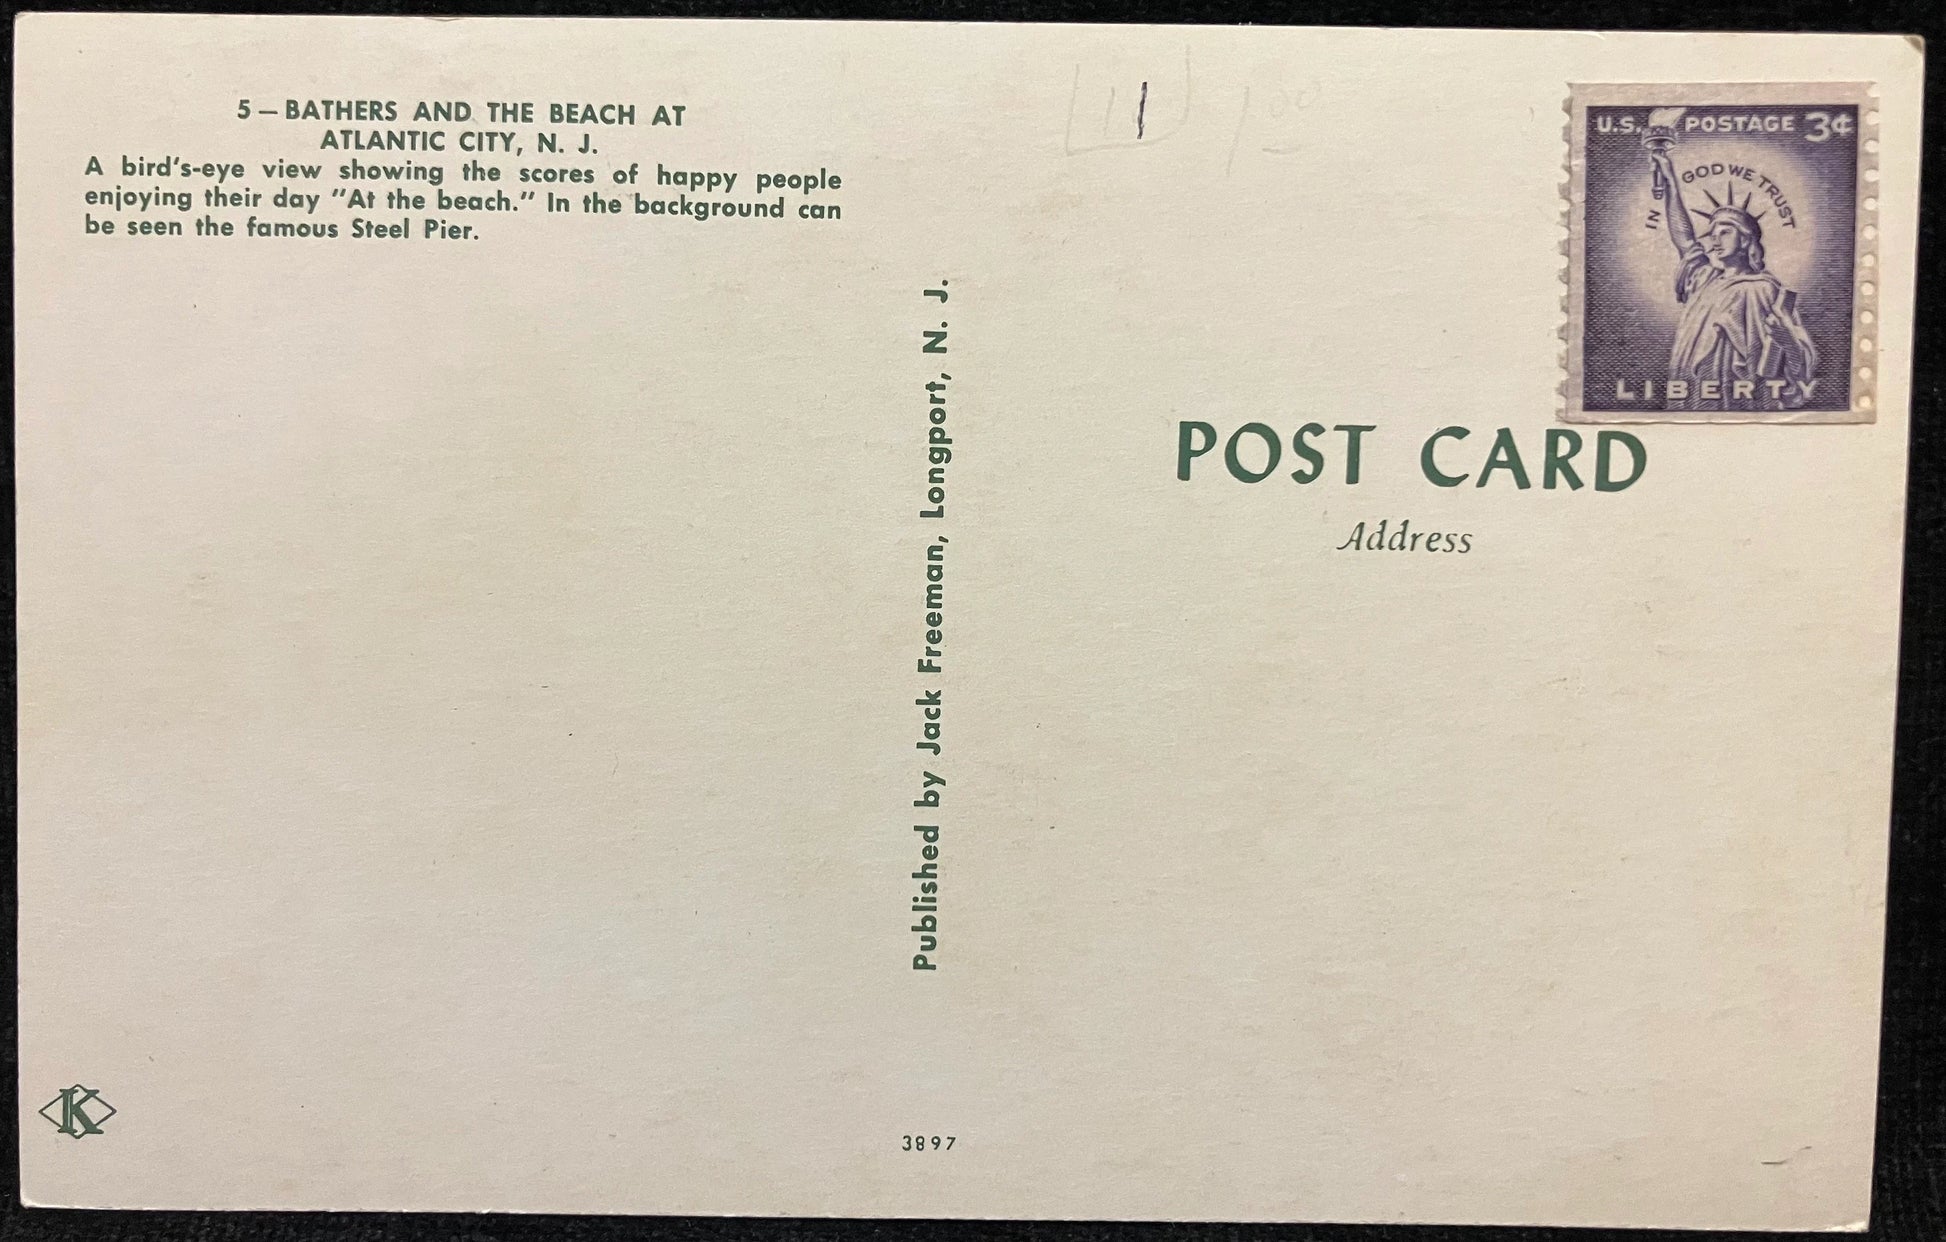 5 — BATHERS AND THE BEACH AT
ATLANTIC CITY, N. J.
A bird's-eye view showing the scores of happy people
enjoying their day "At the beach." In the background can
be seen the famous Steel Pier.
Published by Jack Freeman, Longport, N. J.
U.S. POSTAGE 3¢
IN GOD WE TRUST
LIBERTY
POST CARD
Address
K
3897